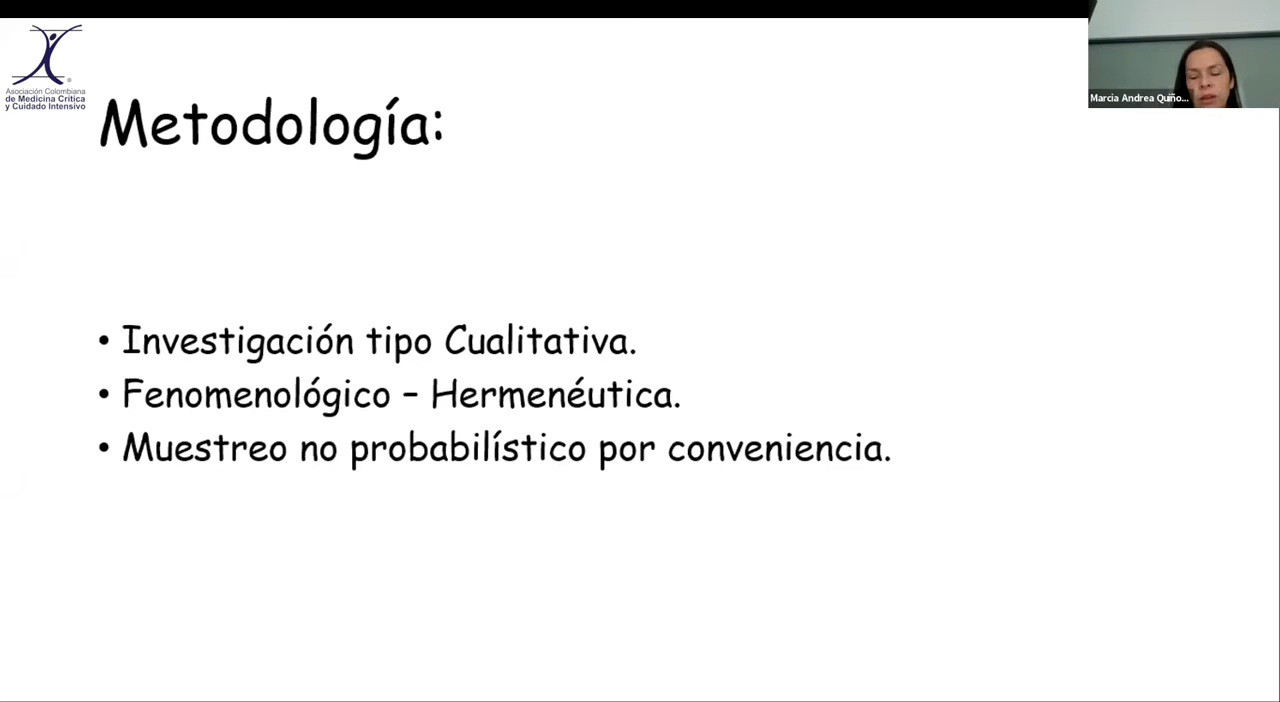 Asociación Colombiana
de Medicina Crítica
y Cuidado Intensivo
Metodología:
Marcia Andrea Quiño...
• Investigación tipo Cualitativa.
• Fenomenológico – Hermenéutica.
• Muestreo no probabilístico por conveniencia.